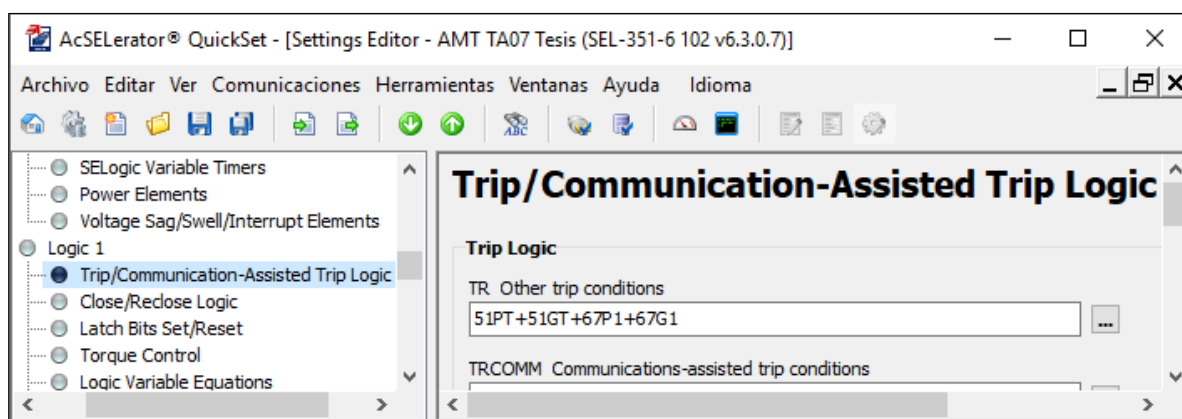 AcSELerator® QuickSet - [Settings Editor - AMT TA07 Tesis (SEL-351-6 102 v6.3.0.7)]
Archivo Editar Ver Comunicaciones Herramientas Ventanas Ayuda Idioma
ABC
SELogic Variable Timers
Power Elements
Voltage Sag/Swell/Interrupt Elements
Logic 1
Trip/Communication-Assisted Trip Logic
Close/Reclose Logic
Latch Bits Set/Reset
Torque Control
Logic Variable Equations
Trip/Communication-Assisted Trip Logic
Trip Logic
TR Other trip conditions
51PT+51GT+67P1+67G1
...
TRCOMM Communications-assisted trip conditions